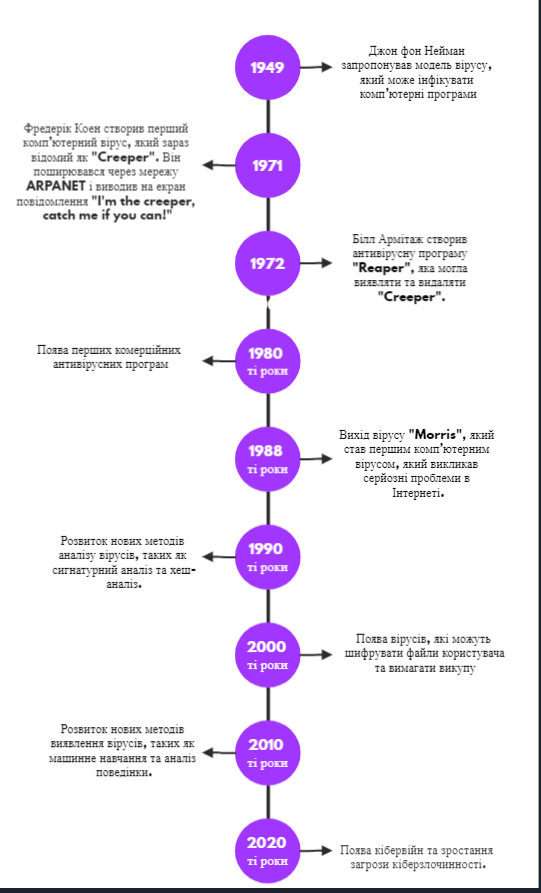 1949
Джон фон Нейман
запропонував модель вірусу,
який може інфікувати
комп'ютерні програми
Фредерік Коен створив перший
комп'ютерний вірус, який зараз
відомий як "Creeper". Він
поширювався через мережу
ARPANET і виводив на екран
повідомлення "I'm the creeper,
catch me if you can!"
1971
1972
Білл Армітаж створив
антивірусну програму
"Reaper", яка могла
виявляти та видаляти
"Creeper".
Поява перших комерційних
антивірусних програм
1980
ті роки
1988
ті роки
Вихід вірусу "Morris", який
став першим комп'ютерним
вірусом, який викликав
серйозні проблеми в
Інтернеті.
Розвиток нових методів
аналізу вірусів, таких як
сигнатурний аналіз та хеш-
аналіз.
1990
ті роки
2000
ті роки
Поява вірусів, які можуть
шифрувати файли користувача
та вимагати викупу
Розвиток нових методів
виявлення вірусів, таких як
машинне навчання та аналіз
поведінки.
2010
ті роки
2020
ті роки
Поява кібервійн та зростання
загрози кіберзлочинності.